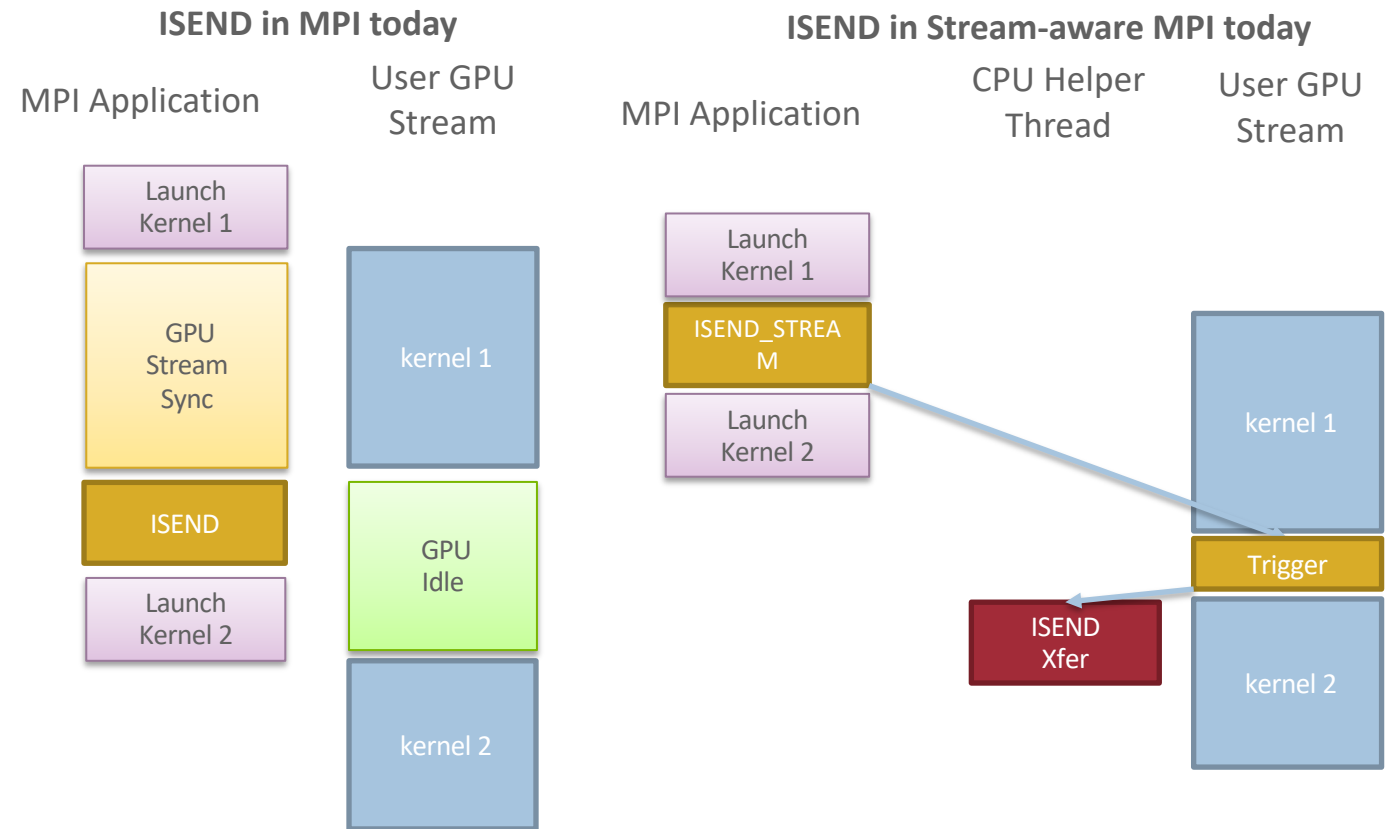 ISEND in MPI today
MPI Application
User GPU
Stream
Launch
Kernel 1
GPU
Stream
Sync
ISEND
Launch
Kernel 2
kernel 1
GPU
Idle
kernel 2
ISEND in Stream-aware MPI today
MPI Application
CPU Helper
Thread
User GPU
Stream
Launch
Kernel 1
ISEND_STREA
M
Launch
Kernel 2
ISEND
Xfer
kernel 1
Trigger
kernel 2